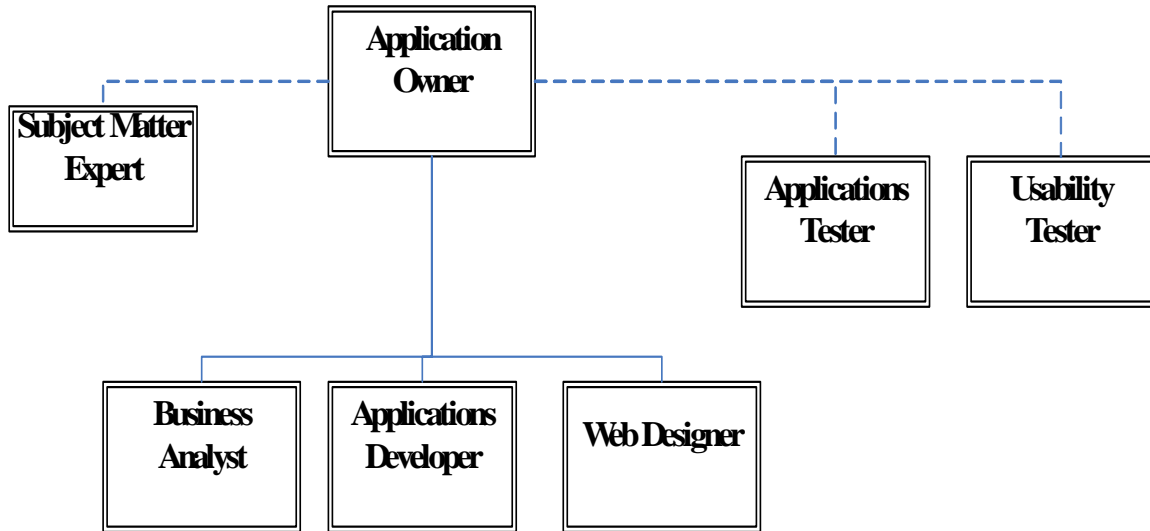 Application
Owner
Subject Matter
Expert
Applications
Tester
Usability
Tester
Business
Analyst
Applications
Developer
Web Designer